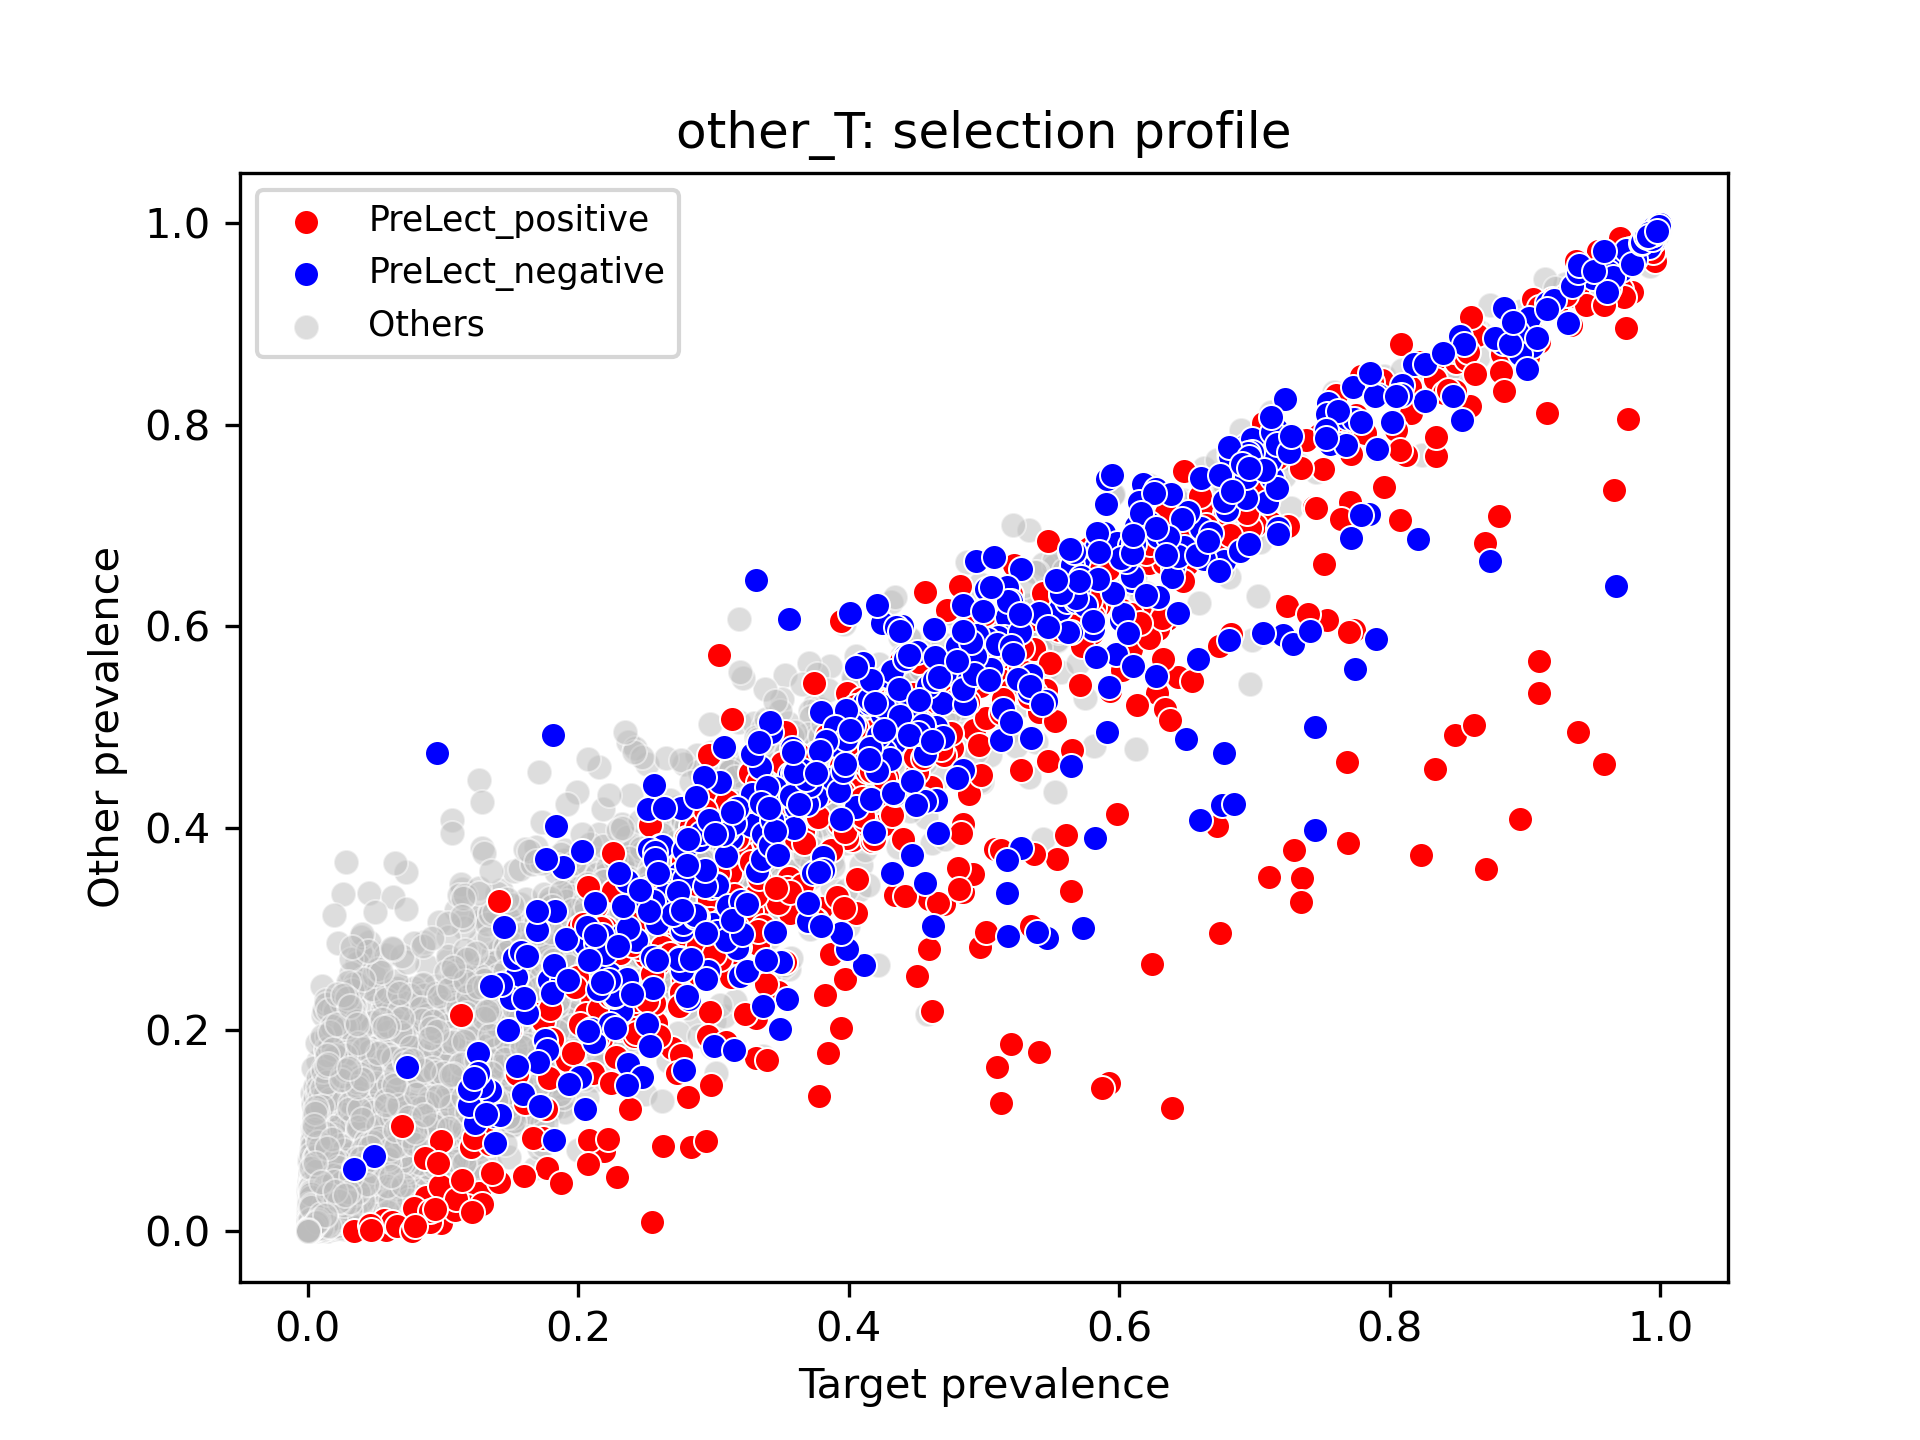 other_T: selection profile
PreLect_positive
PreLect_negative
Others
1.0
0.8
0.6
0.4
0.2
0.0
Other prevalence
0.0 0.2 0.4 0.6 0.8 1.0
Target prevalence